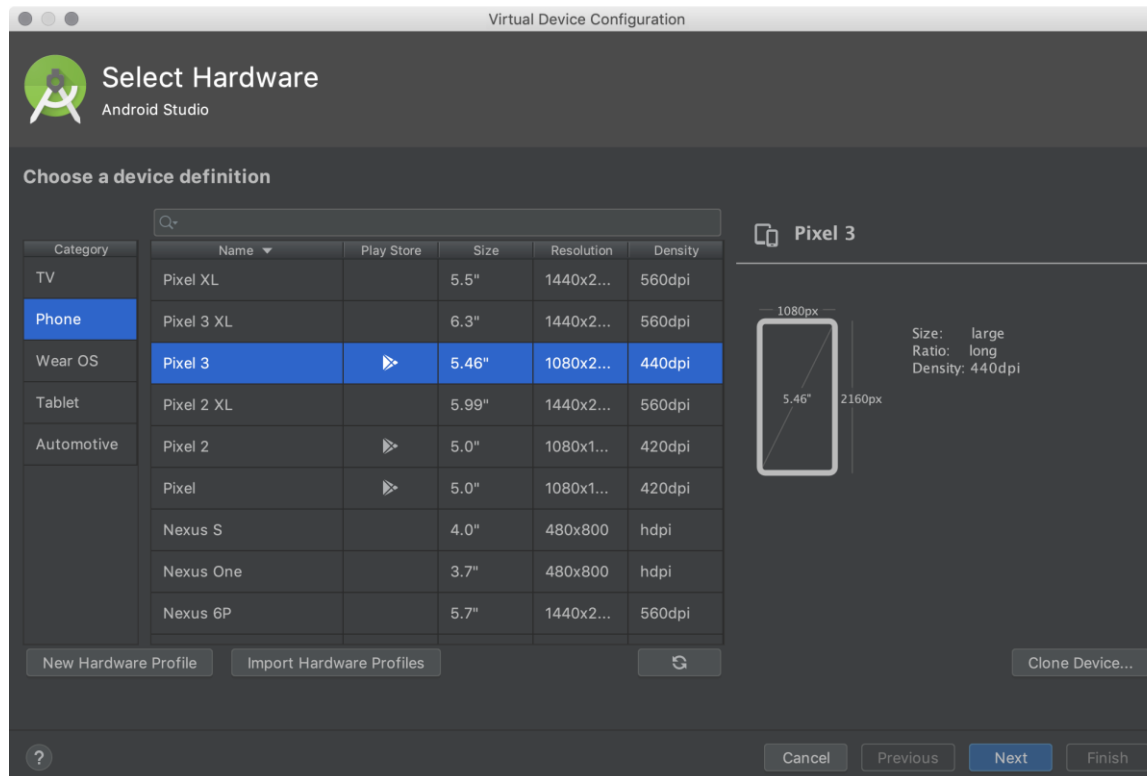 Virtual Device Configuration
Select Hardware
Android Studio
Choose a device definition
Category
Name Play Store Size Resolution Density
TV
Phone
Wear OS
Tablet
Automotive
Pixel XL 5.5" 1440x2... 560dpi
Pixel 3 XL 6.3" 1440x2... 560dpi
Pixel 3 5.46" 1080x2... 440dpi
Pixel 2 XL 5.99" 1440x2... 560dpi
Pixel 2 5.0" 1080x1... 420dpi
Pixel 5.0" 1080x1... 420dpi
Nexus S 4.0" 480x800 hdpi
Nexus One 3.7" 480x800 hdpi
Nexus 6P 5.7" 1440x2... 560dpi
Pixel 3
1080px
5.46"
2160px
Size: large
Ratio: long
Density: 440dpi
New Hardware Profile Import Hardware Profiles Clone Device...
? Cancel Previous Next Finish